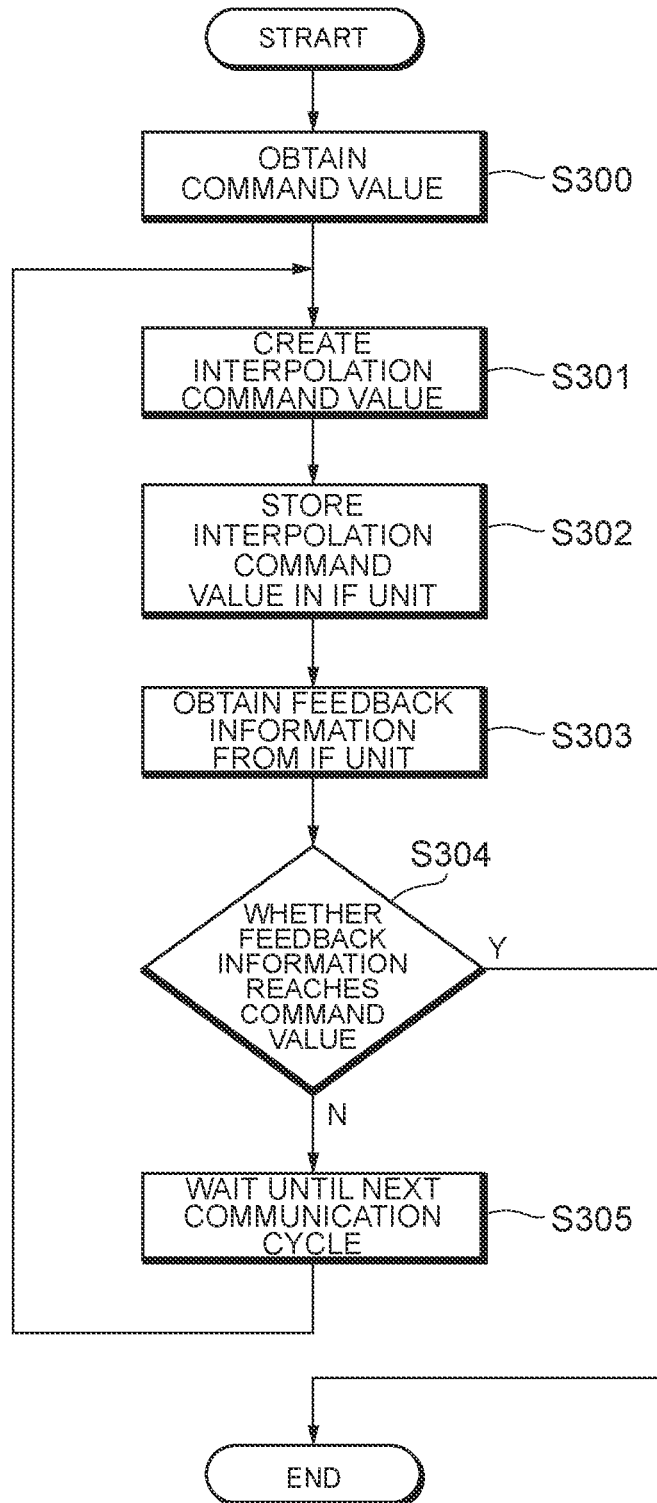 STRART
OBTAIN
COMMAND VALUE
S300
CREATE
INTERPOLATION
COMMAND VALUE
S301
STORE
INTERPOLATION
COMMAND
VALUE IN IF UNIT
S302
OBTAIN FEEDBACK
INFORMATION
FROM IF UNIT
S303
S304
WHETHER
FEEDBACK
INFORMATION
REACHES
COMMAND
VALUE
Y
N
WAIT UNTIL NEXT
COMMUNICATION
CYCLE
S305
END